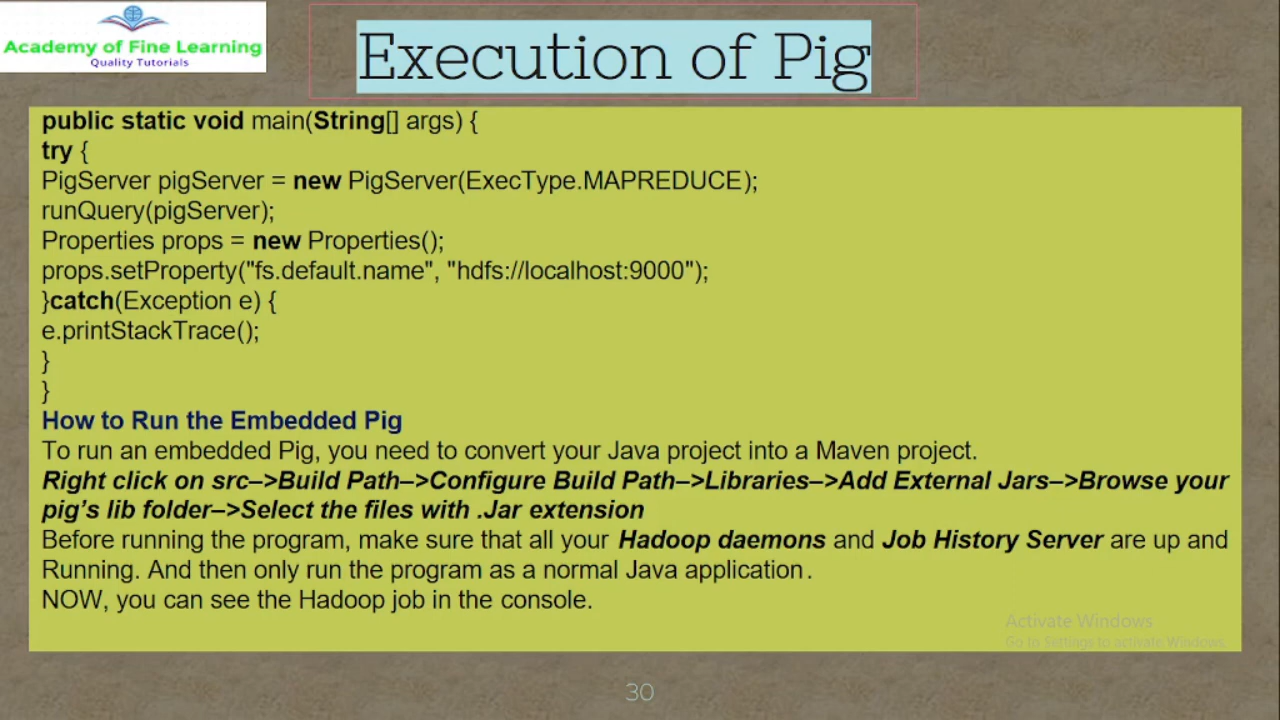 Academy of Fine Learning
Quality Tutorials
Execution of Pig
public static void main(String[] args) {
try {
PigServer pigServer = new PigServer(ExecType.MAPREDUCE);
runQuery(pigServer);
Properties props = new Properties();
props.setProperty("fs.default.name", "hdfs://localhost:9000");
}catch(Exception e) {
e.printStackTrace();
}
}
How to Run the Embedded Pig
To run an embedded Pig, you need to convert your Java project into a Maven project.
Right click on src–>Build Path–>Configure Build Path–>Libraries–>Add External Jars–>Browse your
pig’s lib folder–>Select the files with .Jar extension
Before running the program, make sure that all your Hadoop daemons and Job History Server are up and
Running. And then only run the program as a normal Java application.
NOW, you can see the Hadoop job in the console.
Activate Windows
Go to Settings to activate Windows.
30